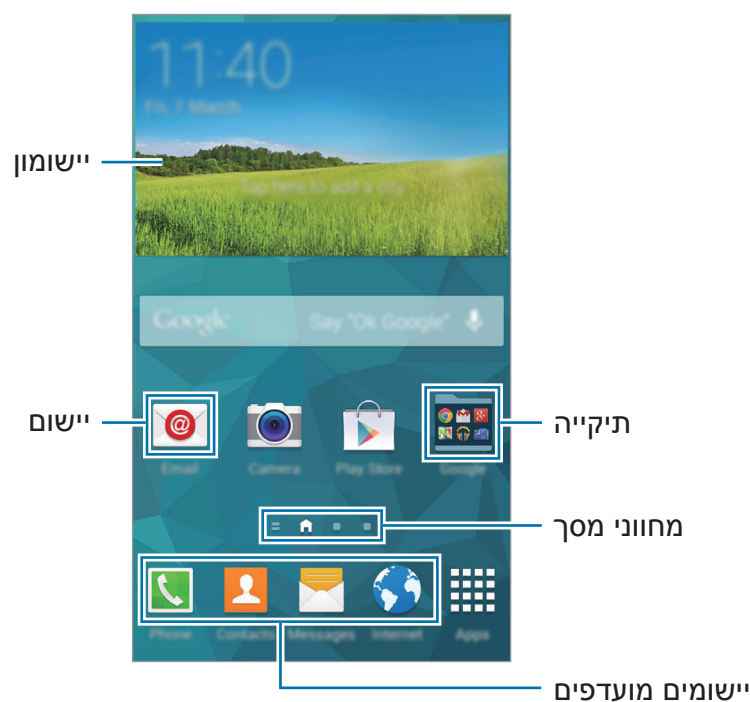 11:40
Fri, 7 March
יישומון
Tap here to add a city
Google
Say "Ok Google"
יישום
תיקייה
Email
Camera
Play Store
Google
מחווני מסך
Phone
Contacts
Messages
Internet
Apps
יישומים מועדפים